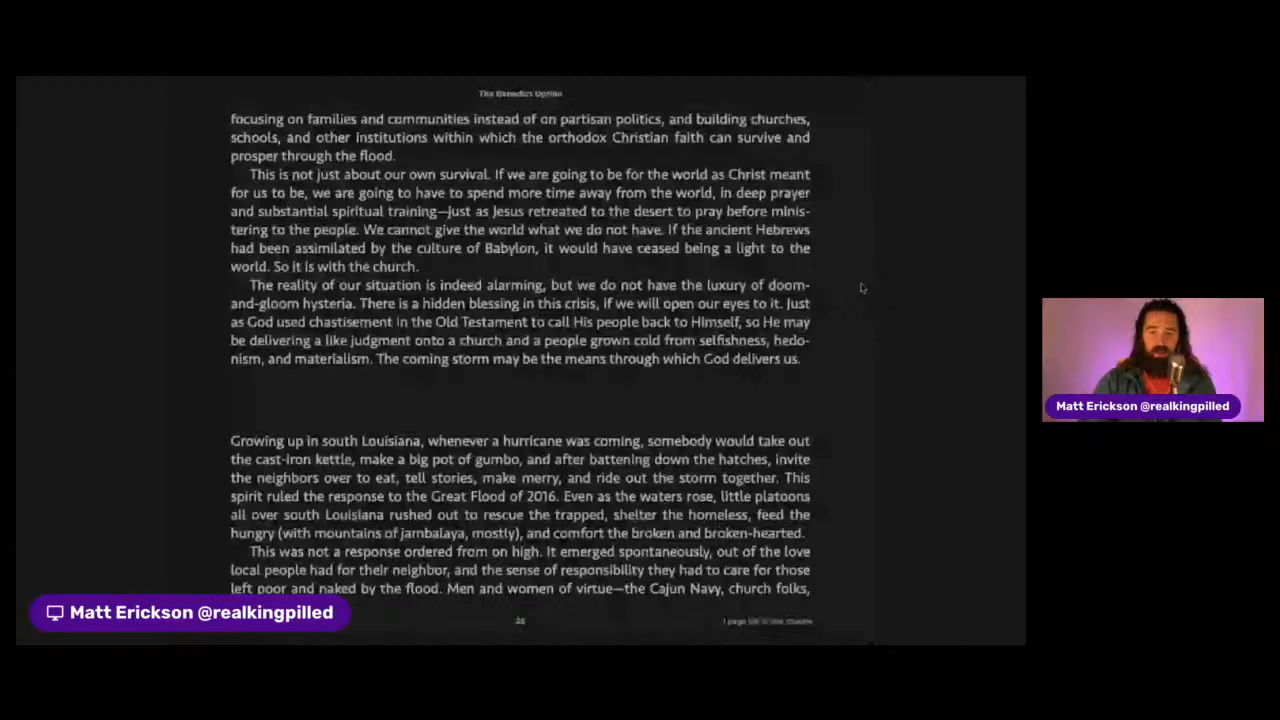 The Benedict Option
focusing on families and communities instead of on partisan politics, and building churches,
schools, and other institutions within which the orthodox Christian faith can survive and
prosper through the flood.
This is not just about our own survival. If we are going to be for the world as Christ meant
for us to be, we are going to have to spend more time away from the world, in deep prayer
and substantial spiritual training—just as Jesus retreated to the desert to pray before minis-
tering to the people. We cannot give the world what we do not have. If the ancient Hebrews
had been assimilated by the culture of Babylon, it would have ceased being a light to the
world. So it is with the church.
The reality of our situation is indeed alarming, but we do not have the luxury of doom-
and-gloom hysteria. There is a hidden blessing in this crisis, if we will open our eyes to it. Just
as God used chastisement in the Old Testament to call His people back to Himself, so He may
be delivering a like judgment onto a church and a people grown cold from selfishness, hedo-
nism, and materialism. The coming storm may be the means through which God delivers us.
Growing up in south Louisiana, whenever a hurricane was coming, somebody would take out
the cast-iron kettle, make a big pot of gumbo, and after battening down the hatches, invite
the neighbors over to eat, tell stories, make merry, and ride out the storm together. This
spirit ruled the response to the Great Flood of 2016. Even as the waters rose, little platoons
all over south Louisiana rushed out to rescue the trapped, shelter the homeless, feed the
hungry (with mountains of jambalaya, mostly), and comfort the broken and broken-hearted.
This was not a response ordered from on high. It emerged spontaneously, out of the love
local people had for their neighbor, and the sense of responsibility they had to care for those
left poor and naked by the flood. Men and women of virtue—the Cajun Navy, church folks,
26
1 page left in this chapter
Matt Erickson @realkingpilled
Matt Erickson @realkingpilled